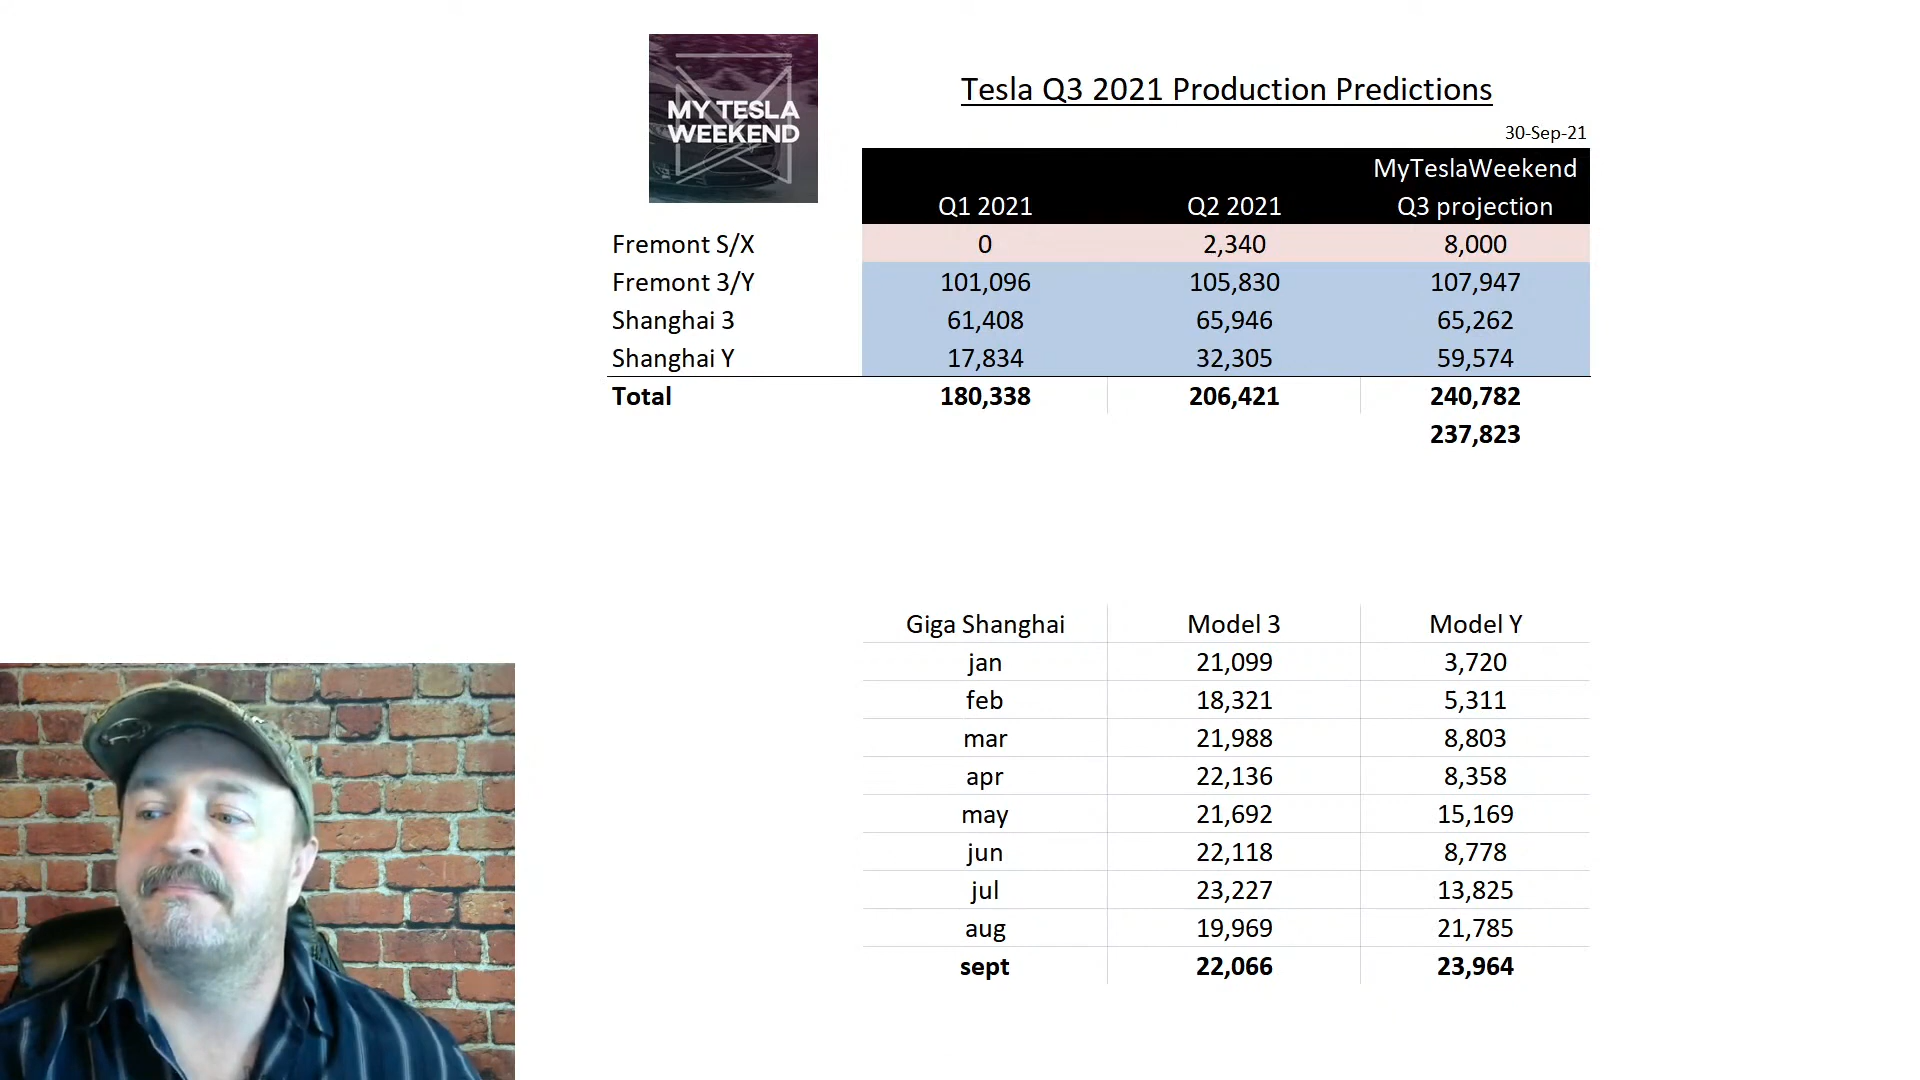 MY TESLA
WEEKEND
Tesla Q3 2021 Production Predictions
30-Sep-21
MyTeslaWeekend
Q1 2021 Q2 2021 Q3 projection
Fremont S/X 0 2,340 8,000
Fremont 3/Y 101,096 105,830 107,947
Shanghai 3 61,408 65,946 65,262
Shanghai Y 17,834 32,305 59,574
Total 180,338 206,421 240,782
237,823
Giga Shanghai Model 3 Model Y
jan 21,099 3,720
feb 18,321 5,311
mar 21,988 8,803
apr 22,136 8,358
may 21,692 15,169
jun 22,118 8,778
jul 23,227 13,825
aug 19,969 21,785
sept 22,066 23,964